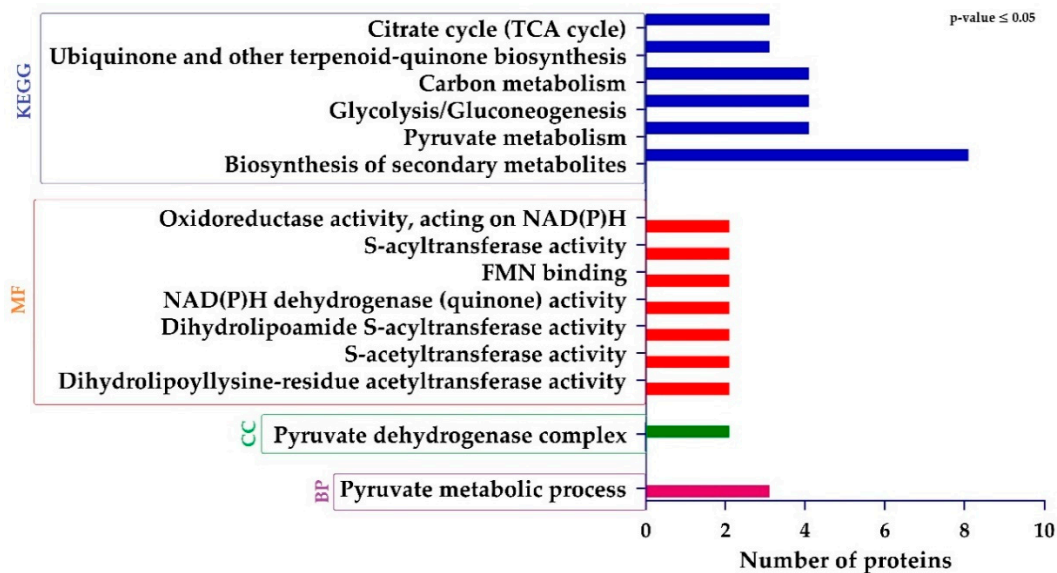 p-value ≤ 0.05
KEGG
Citrate cycle (TCA cycle)
Ubiquinone and other terpenoid-quinone biosynthesis
Carbon metabolism
Glycolysis/Gluconeogenesis
Pyruvate metabolism
Biosynthesis of secondary metabolites
MF
Oxidoreductase activity, acting on NAD(P)H
S-acyltransferase activity
FMN binding
NAD(P)H dehydrogenase (quinone) activity
Dihydrolipoamide S-acyltransferase activity
S-acetyltransferase activity
Dihydrolipoyllysine-residue acetyltransferase activity
CC
Pyruvate dehydrogenase complex
BP
Pyruvate metabolic process
0 2 4 6 8 10
Number of proteins